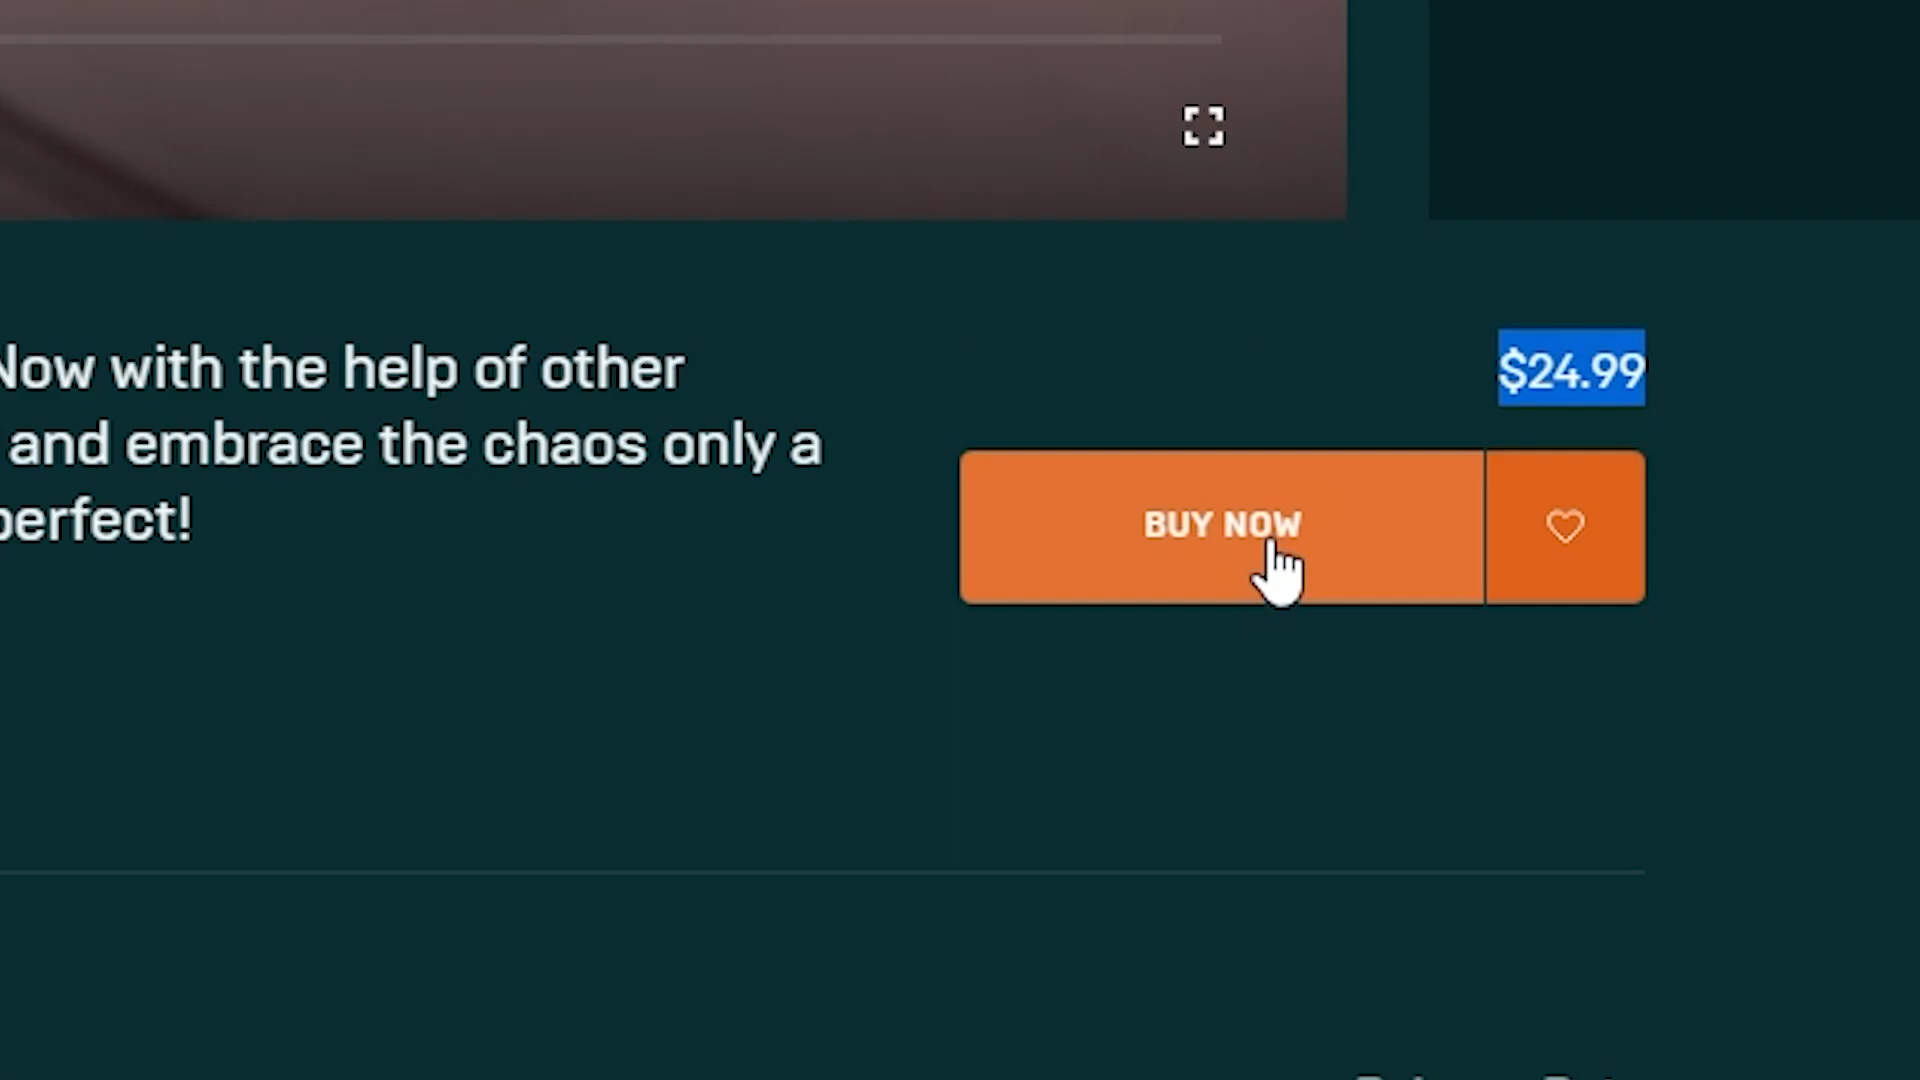 Now with the help of other
and embrace the chaos only a
perfect!
$24.99
BUY NOW